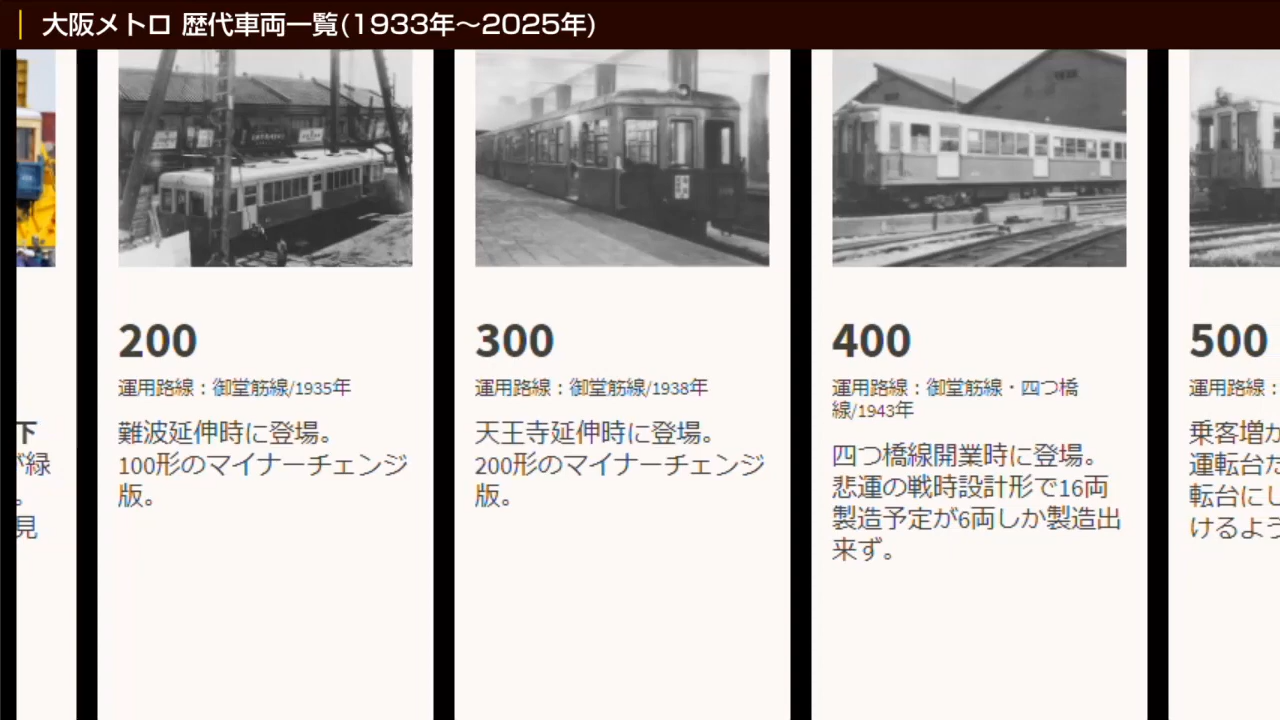 大阪メトロ 歴代車両一覧(1933年～2025年)
下
が緑
。
見
200
運用路線：御堂筋線/1935年
難波延伸時に登場。
100形のマイナーチェンジ
版。
300
運用路線：御堂筋線/1938年
天王寺延伸時に登場。
200形のマイナーチェンジ
版。
400
運用路線：御堂筋線・四つ橋
線/1943年
四つ橋線開業時に登場。
悲運の戦時設計形で16両
製造予定が6両しか製造出
来ず。
500
運用路線：
乗客増か
運転台た
転台にし
けるよう